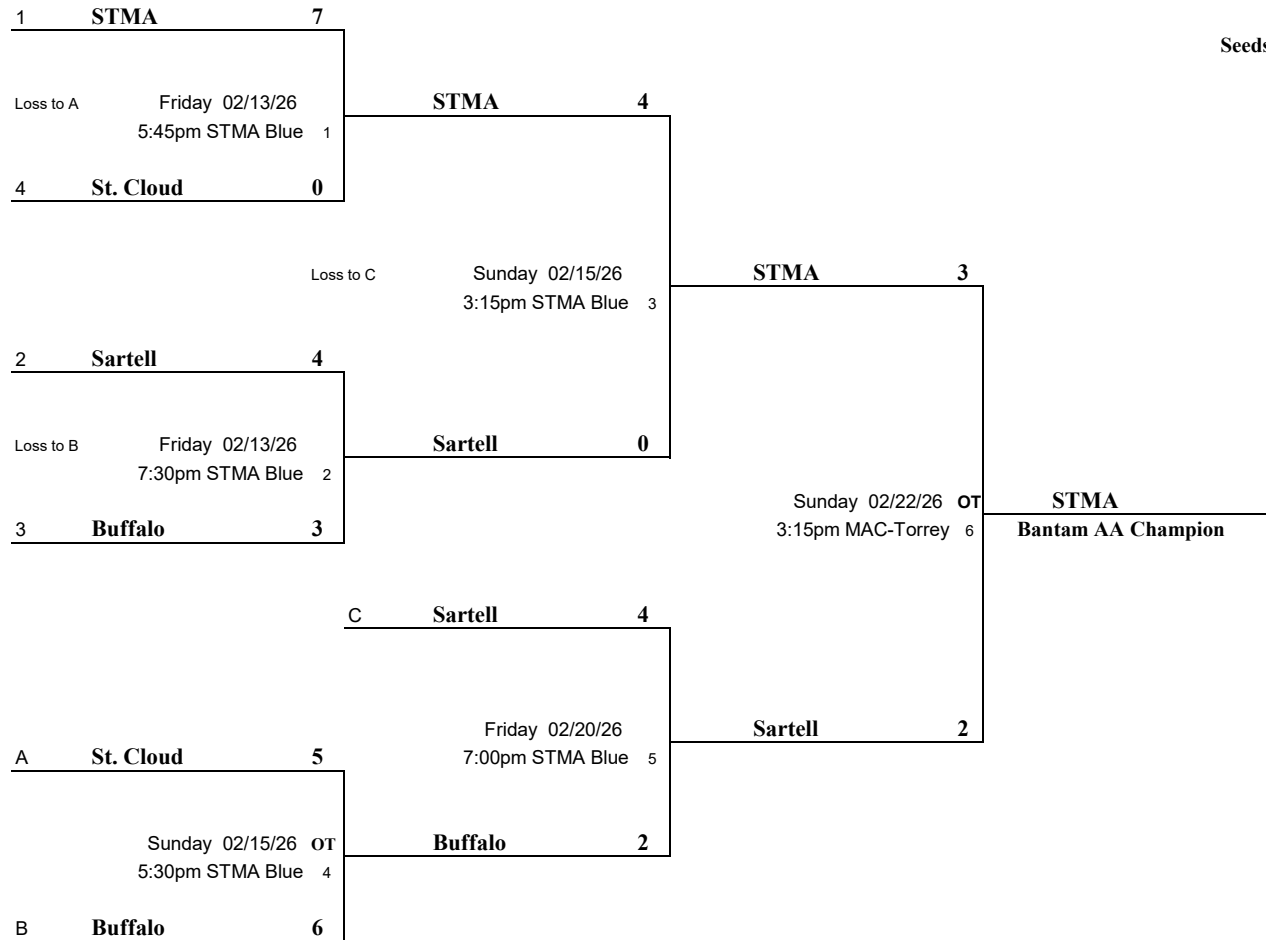 1 STMA 7
Seeds
Loss to A Friday 02/13/26 STMA 4
5:45pm STMA Blue 1
4 St. Cloud 0
Loss to C Sunday 02/15/26 STMA 3
3:15pm STMA Blue 3
2 Sartell 4
Loss to B Friday 02/13/26 Sartell 0
7:30pm STMA Blue 2
Sunday 02/22/26 OT STMA
3 Buffalo 3 3:15pm MAC-Torrey 6 Bantam AA Champion
C Sartell 4
Friday 02/20/26 Sartell 2
A St. Cloud 5 7:00pm STMA Blue 5
Sunday 02/15/26 OT Buffalo 2
5:30pm STMA Blue 4
B Buffalo 6